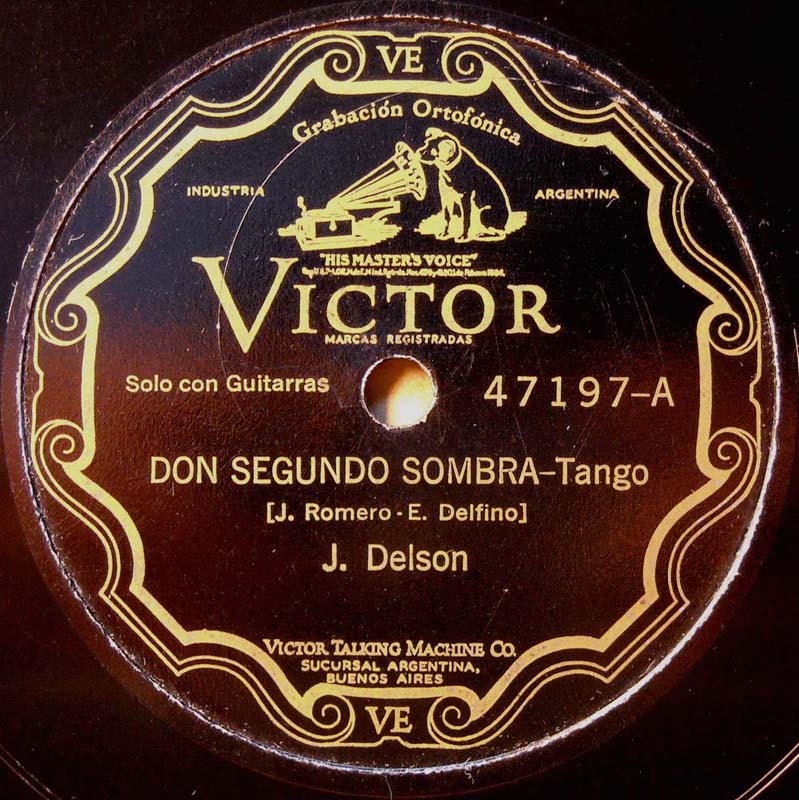 VE
Grabación Ortofónica
INDUSTRIA
ARGENTINA
"HIS MASTER'S VOICE"
VICTOR
MARCAS REGISTRADAS
Solo con Guitarras
47197-A
DON SEGUNDO SOMBRA-Tango
[J. Romero - E. Delfino]
J. Delson
VICTOR TALKING MACHINE CO.
SUCURSAL ARGENTINA,
BUENOS AIRES
VE